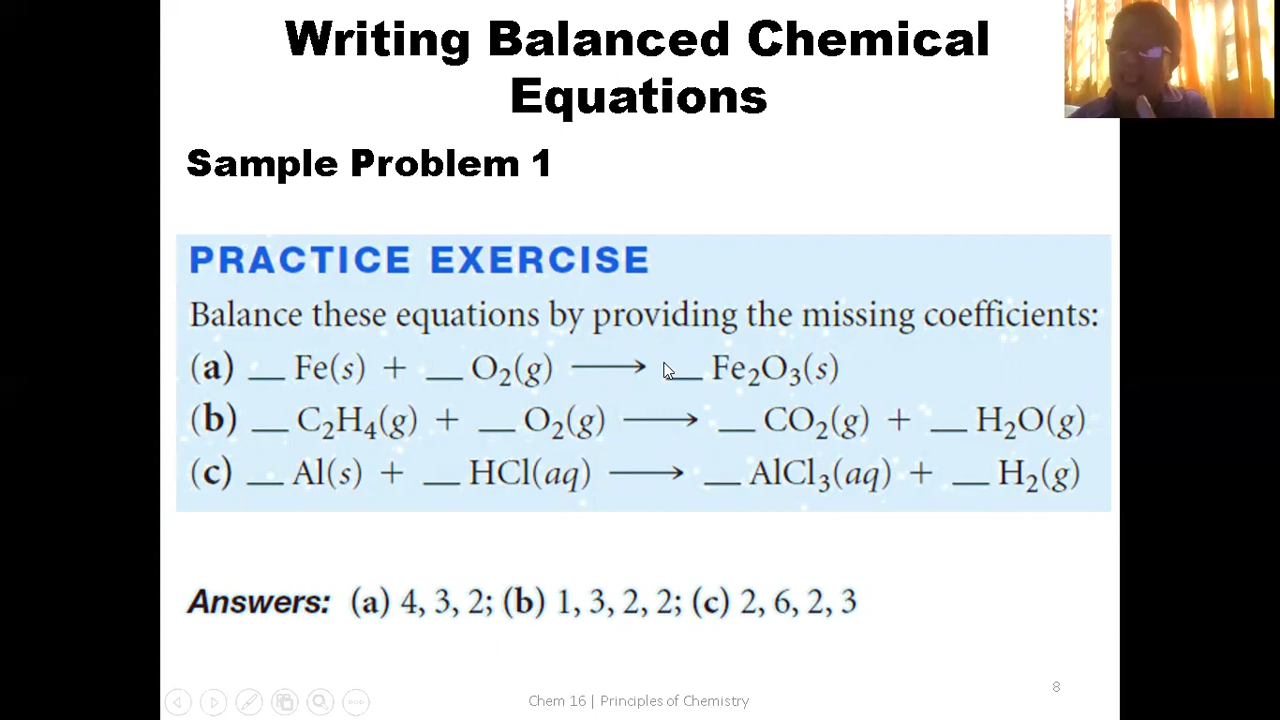 Writing Balanced Chemical
Equations
Sample Problem 1
PRACTICE EXERCISE
Balance these equations by providing the missing coefficients:
(a) __ Fe(s) + __ O₂(g) ⟶ __ Fe₂O₃(s)
(b) __ C₂H₄(g) + __ O₂(g) ⟶ __ CO₂(g) + __ H₂O(g)
(c) __ Al(s) + __ HCl(aq) ⟶ __ AlCl₃(aq) + __ H₂(g)
Answers: (a) 4, 3, 2; (b) 1, 3, 2, 2; (c) 2, 6, 2, 3
8
Chem 16 | Principles of Chemistry